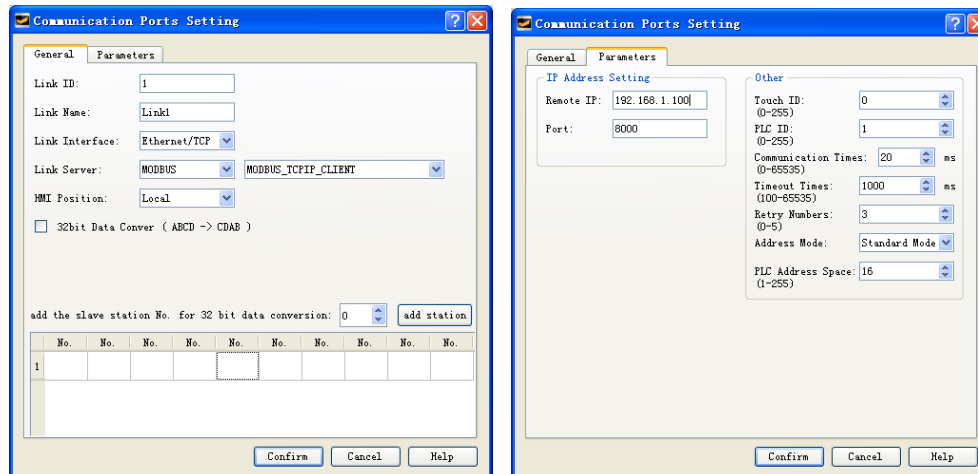 Communication Ports Setting
General Parameters
Link ID: 1
Link Name: Link1
Link Interface: Ethernet/TCP
Link Server: MODBUS MODBUS_TCPIP_CLIENT
HMI Position: Local
32bit Data Conver ( ABCD -> CDAB )
add the slave station No. for 32 bit data conversion: 0 add station
No. No. No. No. No. No. No. No. No. No.
1
Confirm Cancel Help
Communication Ports Setting
General Parameters
IP Address Setting
Remote IP: 192.168.1.100
Port: 8000
Other
Touch ID: 0
(0-255)
PLC ID: 1
(0-255)
Communication Times: 20 ms
(0-65535)
Timeout Times: 1000 ms
(100-65535)
Retry Numbers: 3
(0-5)
Address Mode: Standard Mode
PLC Address Space: 16
(1-255)
Confirm Cancel Help